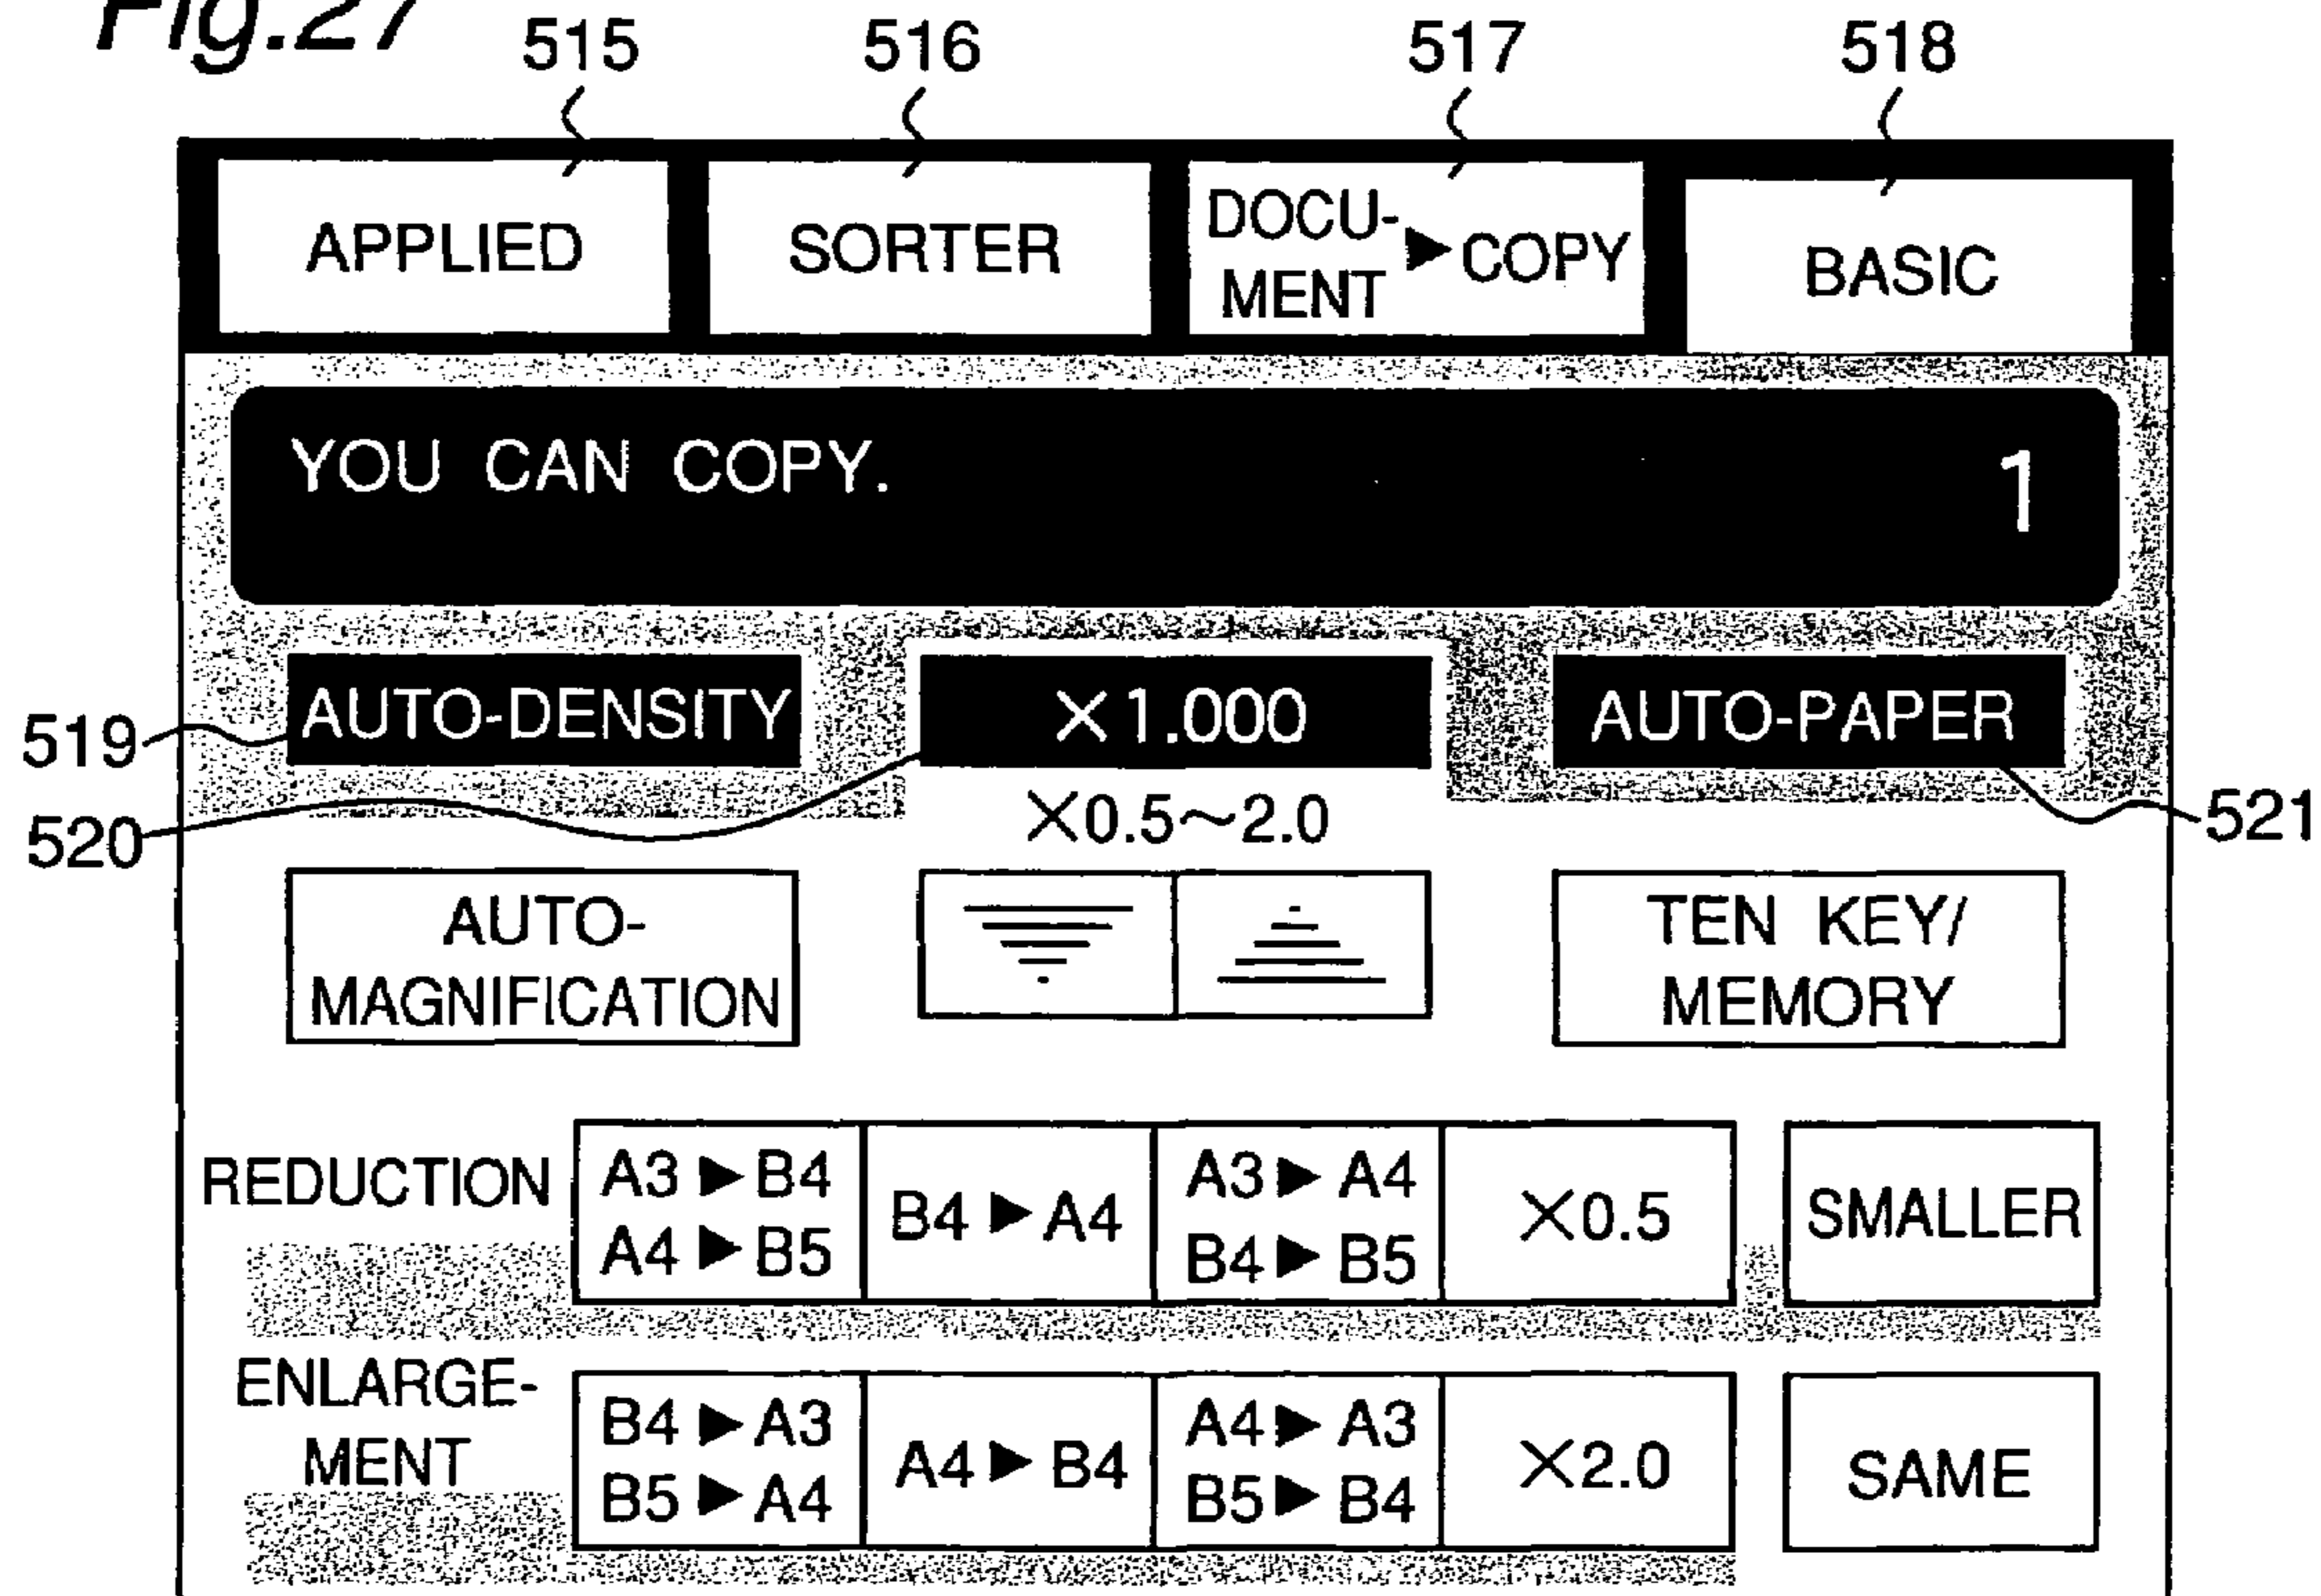 Fig.27
515 516 517 518
APPLIED SORTER DOCU-
MENT ▶ COPY BASIC
YOU CAN COPY. 1
519 AUTO-DENSITY ×1.000 AUTO-PAPER
520 ×0.5~2.0 521
AUTO-
MAGNIFICATION
TEN KEY/
MEMORY
REDUCTION
A3 ▶ B4
A4 ▶ B5
B4 ▶ A4
A3 ▶ A4
B4 ▶ B5
×0.5
SMALLER
ENLARGE-
MENT
B4 ▶ A3
B5 ▶ A4
A4 ▶ B4
A4 ▶ A3
B5 ▶ B4
×2.0
SAME